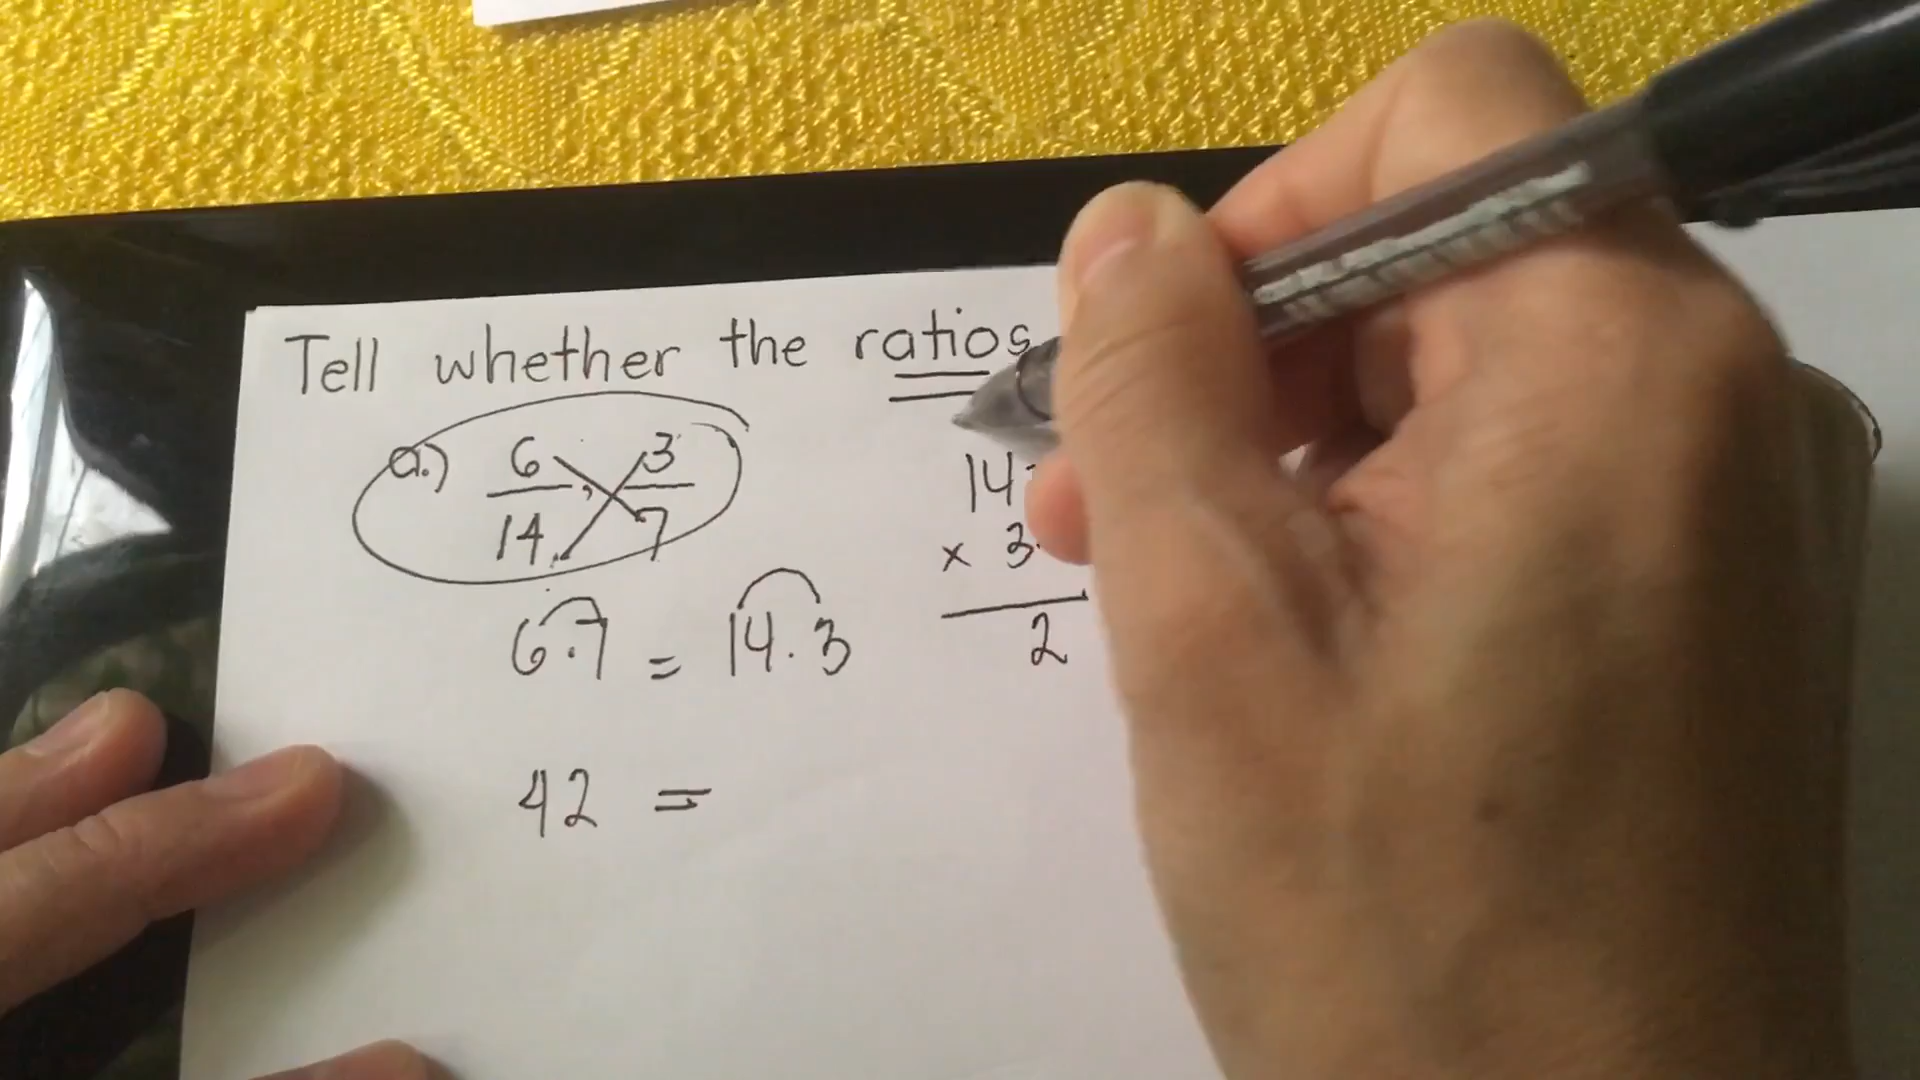 Tell whether the ratios
a.) 6/14 , 3/7
6.7 = 14.3
42 =
14
x 3
2